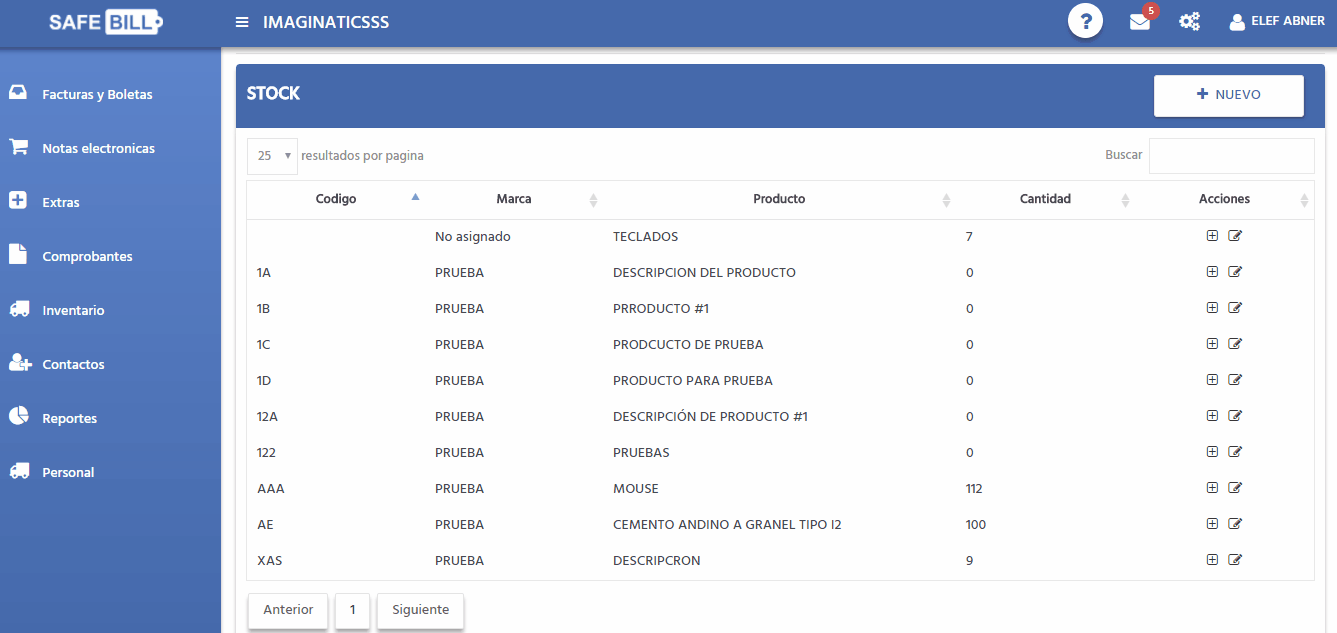 SAFE BILL
IMAGINATICSSS
?
5
ELEF ABNER
Facturas y Boletas
Notas electronicas
Extras
Comprobantes
Inventario
Contactos
Reportes
Personal
STOCK
+ NUEVO
25 resultados por pagina
Buscar
Codigo Marca Producto Cantidad Acciones
No asignado TECLADOS 7
1A PRUEBA DESCRIPCION DEL PRODUCTO 0
1B PRUEBA PRRODUCTO #1 0
1C PRUEBA PRODCUCTO DE PRUEBA 0
1D PRUEBA PRODUCTO PARA PRUEBA 0
12A PRUEBA DESCRIPCIÓN DE PRODUCTO #1 0
122 PRUEBA PRUEBAS 0
AAA PRUEBA MOUSE 112
AE PRUEBA CEMENTO ANDINO A GRANEL TIPO I2 100
XAS PRUEBA DESCRIPCRON 9
Anterior 1 Siguiente